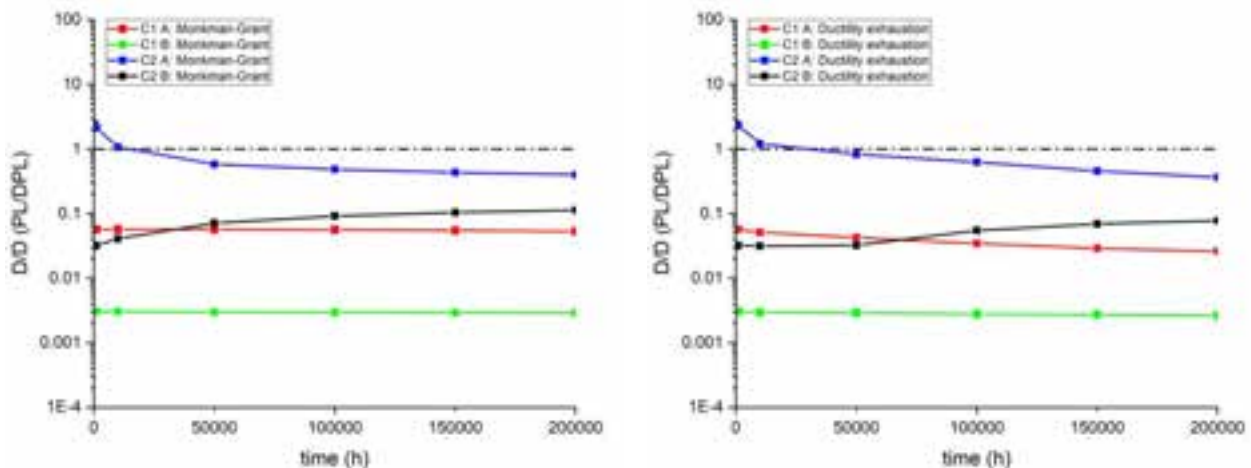 C1 A: Monkman-Grant
C1 B: Monkman-Grant
C2 A: Monkman-Grant
C2 B: Monkman-Grant
100
10
1
0.1
0.01
0.001
1E-4
D/D (PL/DPL)
0 50000 100000 150000 200000
time (h)
C1 A: Ductility exhaustion
C1 B: Ductility exhaustion
C2 A: Ductility exhaustion
C2 B: Ductility exhaustion
100
10
1
0.1
0.01
0.001
1E-4
D/D (PL/DPL)
0 50000 100000 150000 200000
time (h)